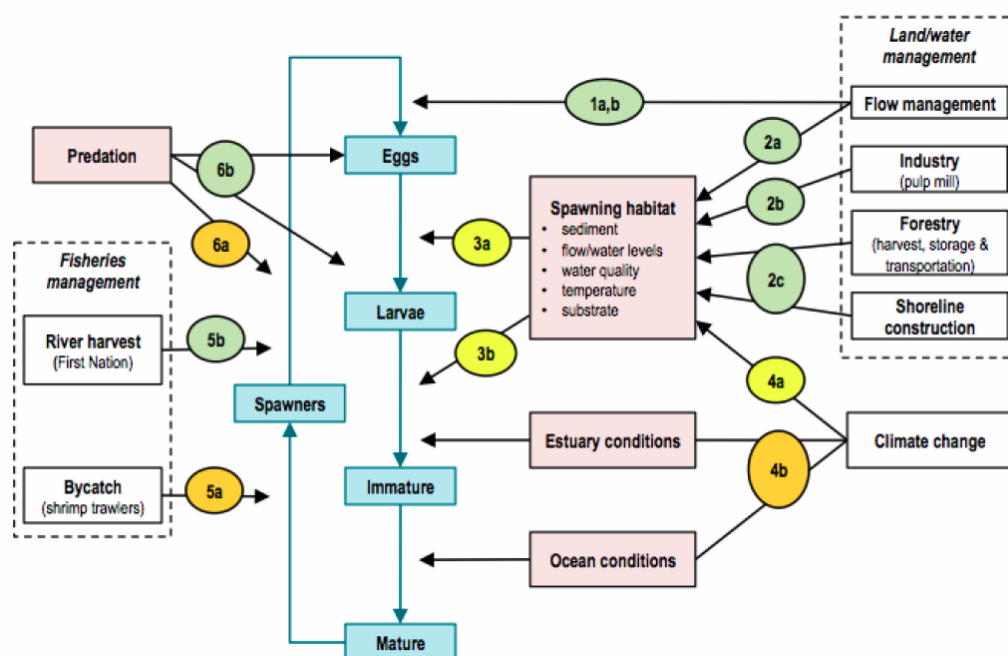 Land/water
management
Flow management
1a,b
2a
Predation
6b
Eggs
Industry
(pulp mill)
Spawning habitat
• sediment
• flow/water levels
• water quality
• temperature
• substrate
2b
6a
3a
Forestry
(harvest, storage &
transportation)
Fisheries
management
2c
Larvae
Shoreline
construction
River harvest
(First Nation)
5b
3b
4a
Spawners
Estuary conditions
Climate change
4b
Bycatch
(shrimp trawlers)
5a
Immature
Ocean conditions
Mature